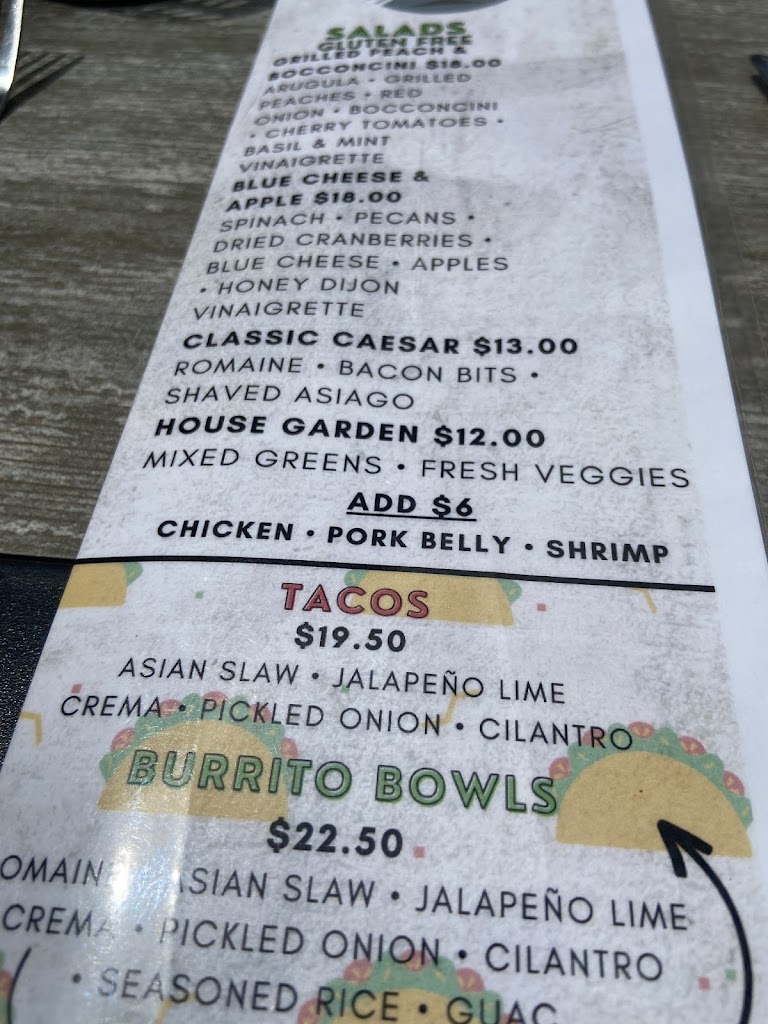 SALADS
GLUTEN FREE
GRILLED PEACH &
BOCCONCINI $18.00
ARUGULA • GRILLED
PEACHES • RED
ONION • BOCCONCINI
• CHERRY TOMATOES •
BASIL & MINT
VINAIGRETTE
BLUE CHEESE &
APPLE $18.00
SPINACH • PECANS •
DRIED CRANBERRIES •
BLUE CHEESE • APPLES
• HONEY DIJON
VINAIGRETTE
CLASSIC CAESAR $13.00
ROMAINE • BACON BITS •
SHAVED ASIAGO
HOUSE GARDEN $12.00
MIXED GREENS • FRESH VEGGIES
ADD $6
CHICKEN • PORK BELLY • SHRIMP
TACOS
$19.50
ASIAN SLAW • JALAPEÑO LIME
CREMA • PICKLED ONION • CILANTRO
BURRITO BOWLS
$22.50
OMAIN ASIAN SLAW • JALAPEÑO LIME
CREMA • PICKLED ONION • CILANTRO
• SEASONED RICE • GUAC